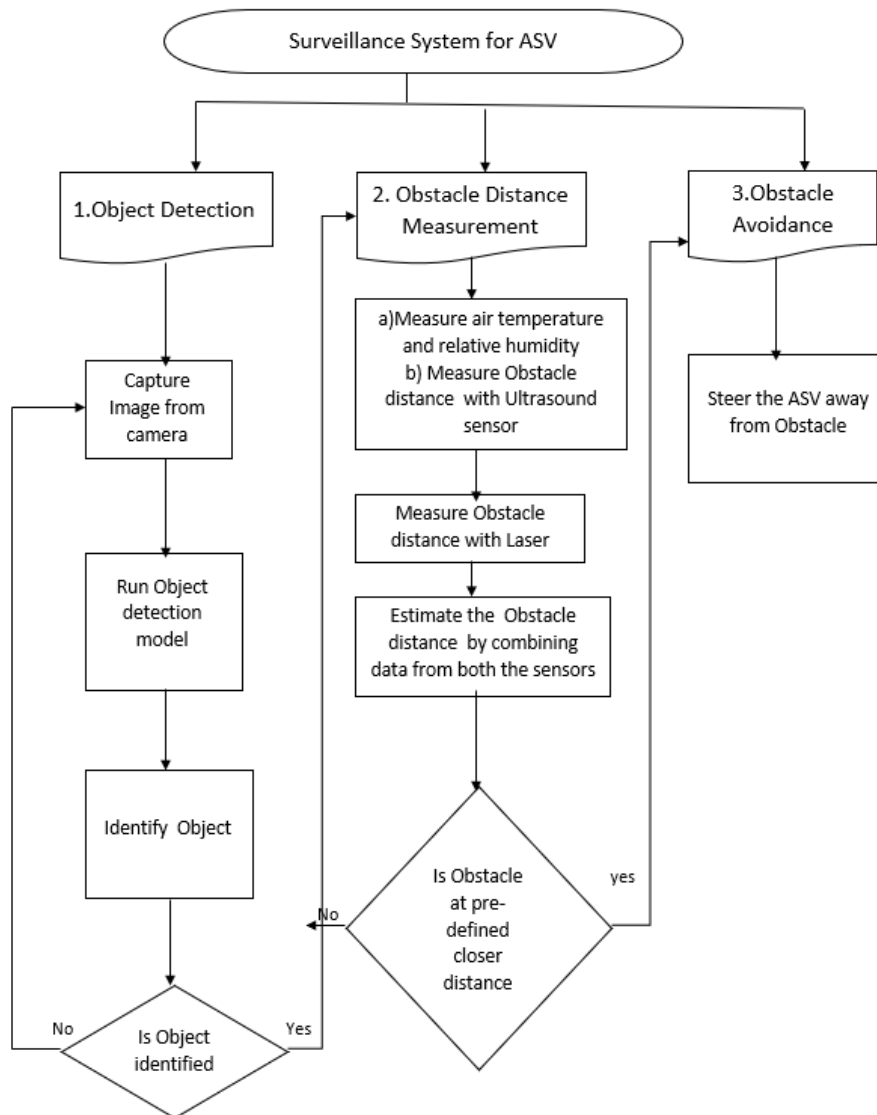 Surveillance System for ASV
1.Object Detection
Capture
Image from
camera
Run Object
detection
model
Identify Object
Is Object
identified
No
Yes
2. Obstacle Distance
Measurement
a)Measure air temperature
and relative humidity
b) Measure Obstacle
distance with Ultrasound
sensor
Measure Obstacle
distance with Laser
Estimate the Obstacle
distance by combining
data from both the sensors
Is Obstacle
at pre-
defined
closer
distance
No
yes
3.Obstacle
Avoidance
Steer the ASV away
from Obstacle